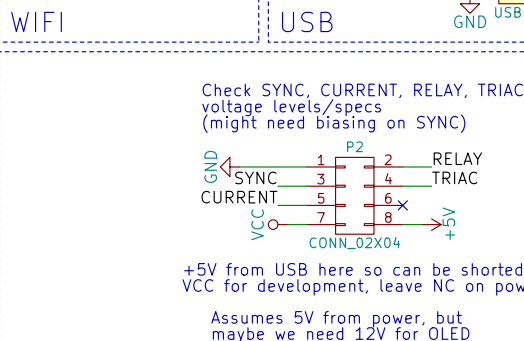 WIFI
USB
GND
USB
Check SYNC, CURRENT, RELAY, TRIAC
voltage levels/specs
(might need biasing on SYNC)
P2
GND 1 2 RELAY
SYNC 3 4 TRIAC
CURRENT 5 6
VCC 7 8 +5V
CONN_02X04
+5V from USB here so can be shorted
VCC for development, leave NC on pow
Assumes 5V from power, but
maybe we need 12V for OLED